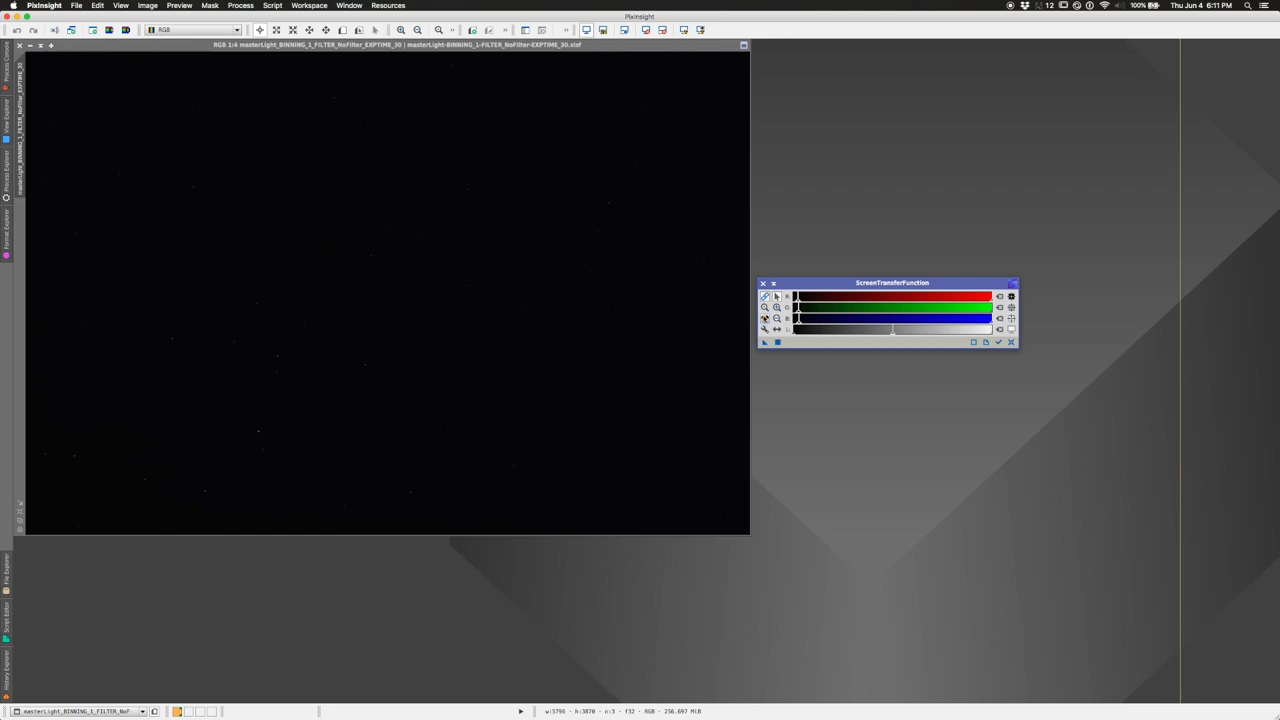 PixInsight File Edit View Image Preview Mask Process Script Workspace Window Resources
12 100% Thu Jun 4 6:11 PM
PixInsight
RGB
RGB 1:4 masterLight_BINNING_1_FILTER_NoFilter_EXPTIME_30 | masterLight-BINNING_1-FILTER_NoFilter-EXPTIME_30.xisf
Process Console
View Explorer
Process Explorer
Format Explorer
File Explorer
Script Editor
History Explorer
masterLight_BINNING_1_FILTER_NoFilter_EXPTIME_30
ScreenTransferFunction
R:
G:
B:
L:
masterLight_BINNING_1_FILTER_NoF
w:5796 · h:3870 · n:3 · f32 · RGB · 256.697 MiB